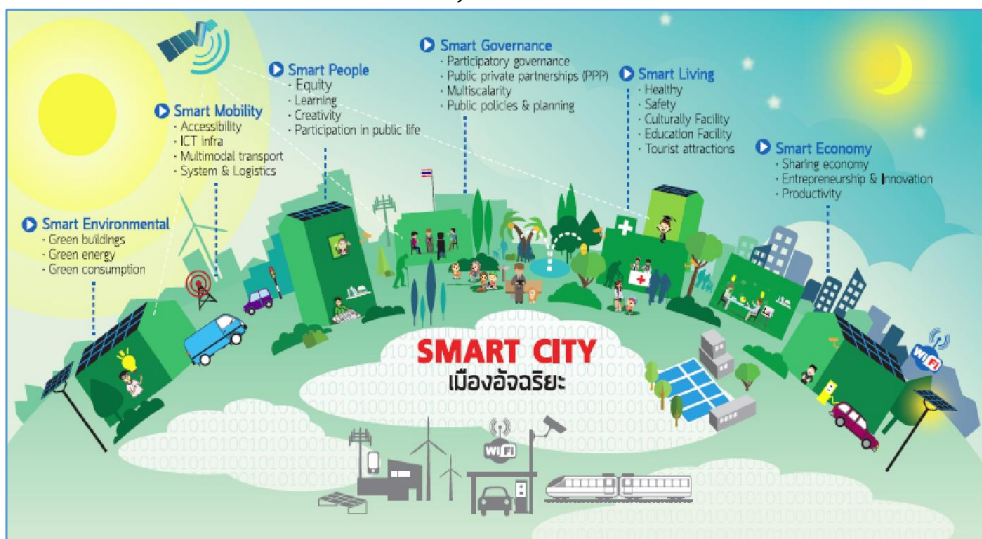 Smart Environmental
· Green buildings
· Green energy
· Green consumption
Smart Mobility
· Accessibility
· ICT infra
· Multimodal transport
· System & Logistics
Smart People
· Equity
· Learning
· Creativity
· Participation in public life
Smart Governance
· Participatory governance
· Public private partnerships (PPP)
· Multiscalarity
· Public policies & planning
Smart Living
· Healthy
· Safety
· Culturally Facility
· Education Facility
· Tourist attractions
Smart Economy
· Sharing economy
· Entrepreneurship & Innovation
· Productivity
WiFi
SMART CITY
เมืองอัจฉริยะ
WiFi